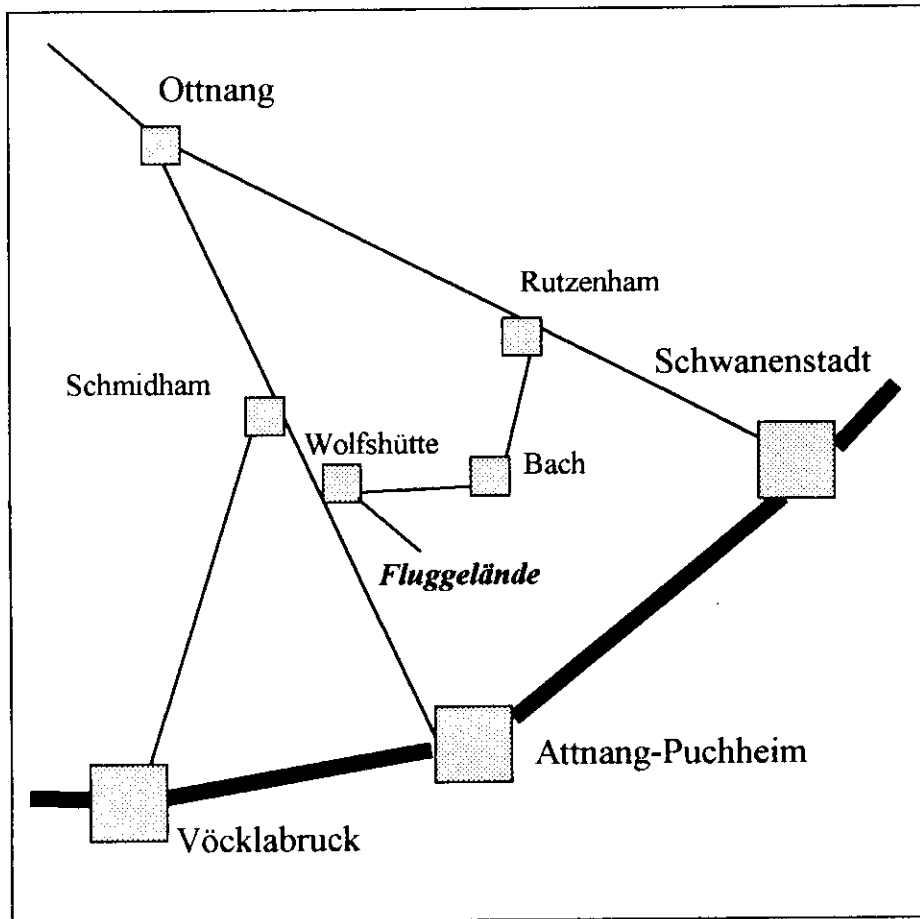 Ottnang
Rutzenham
Schwanenstadt
Schmidham
Wolfshütte
Bach
Fluggelände
Attnang-Puchheim
Vöcklabruck